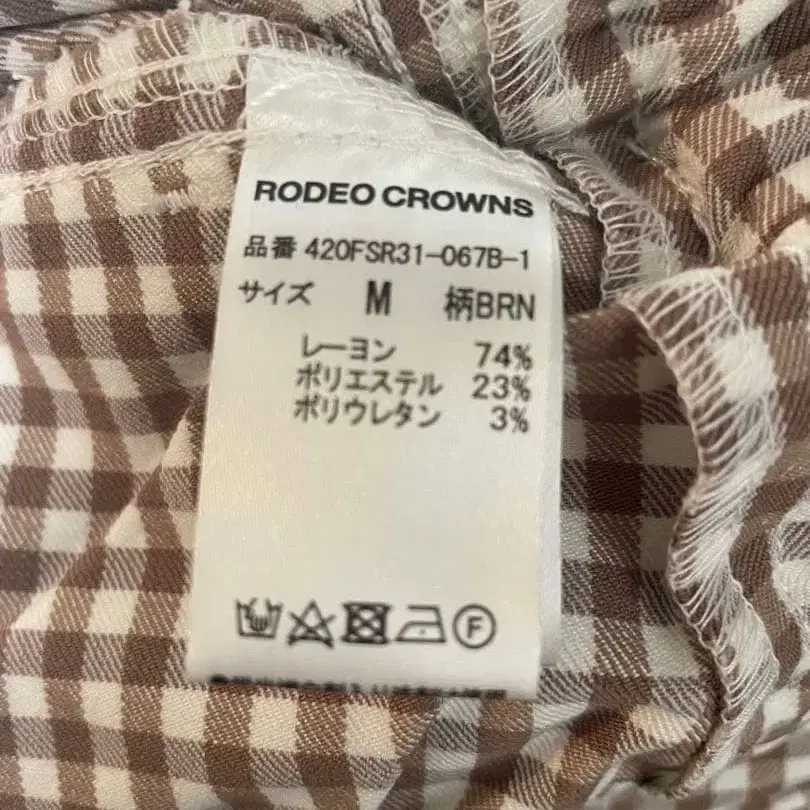 RODEO CROWNS
品番 420FSR31-067B-1
サイズ M 柄BRN
レーヨン 74%
ポリエステル 23%
ポリウレタン 3%
F